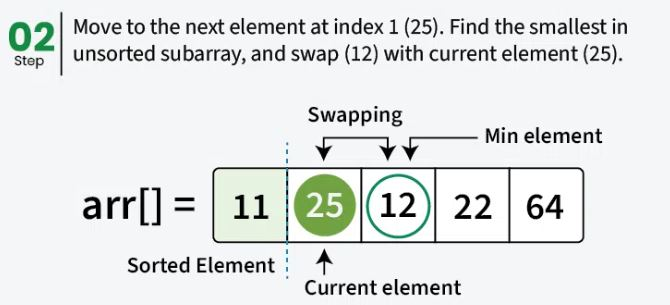 02
Step
Move to the next element at index 1 (25). Find the smallest in
unsorted subarray, and swap (12) with current element (25).
Swapping
Min element
arr[] = 11 25 12 22 64
Sorted Element
Current element